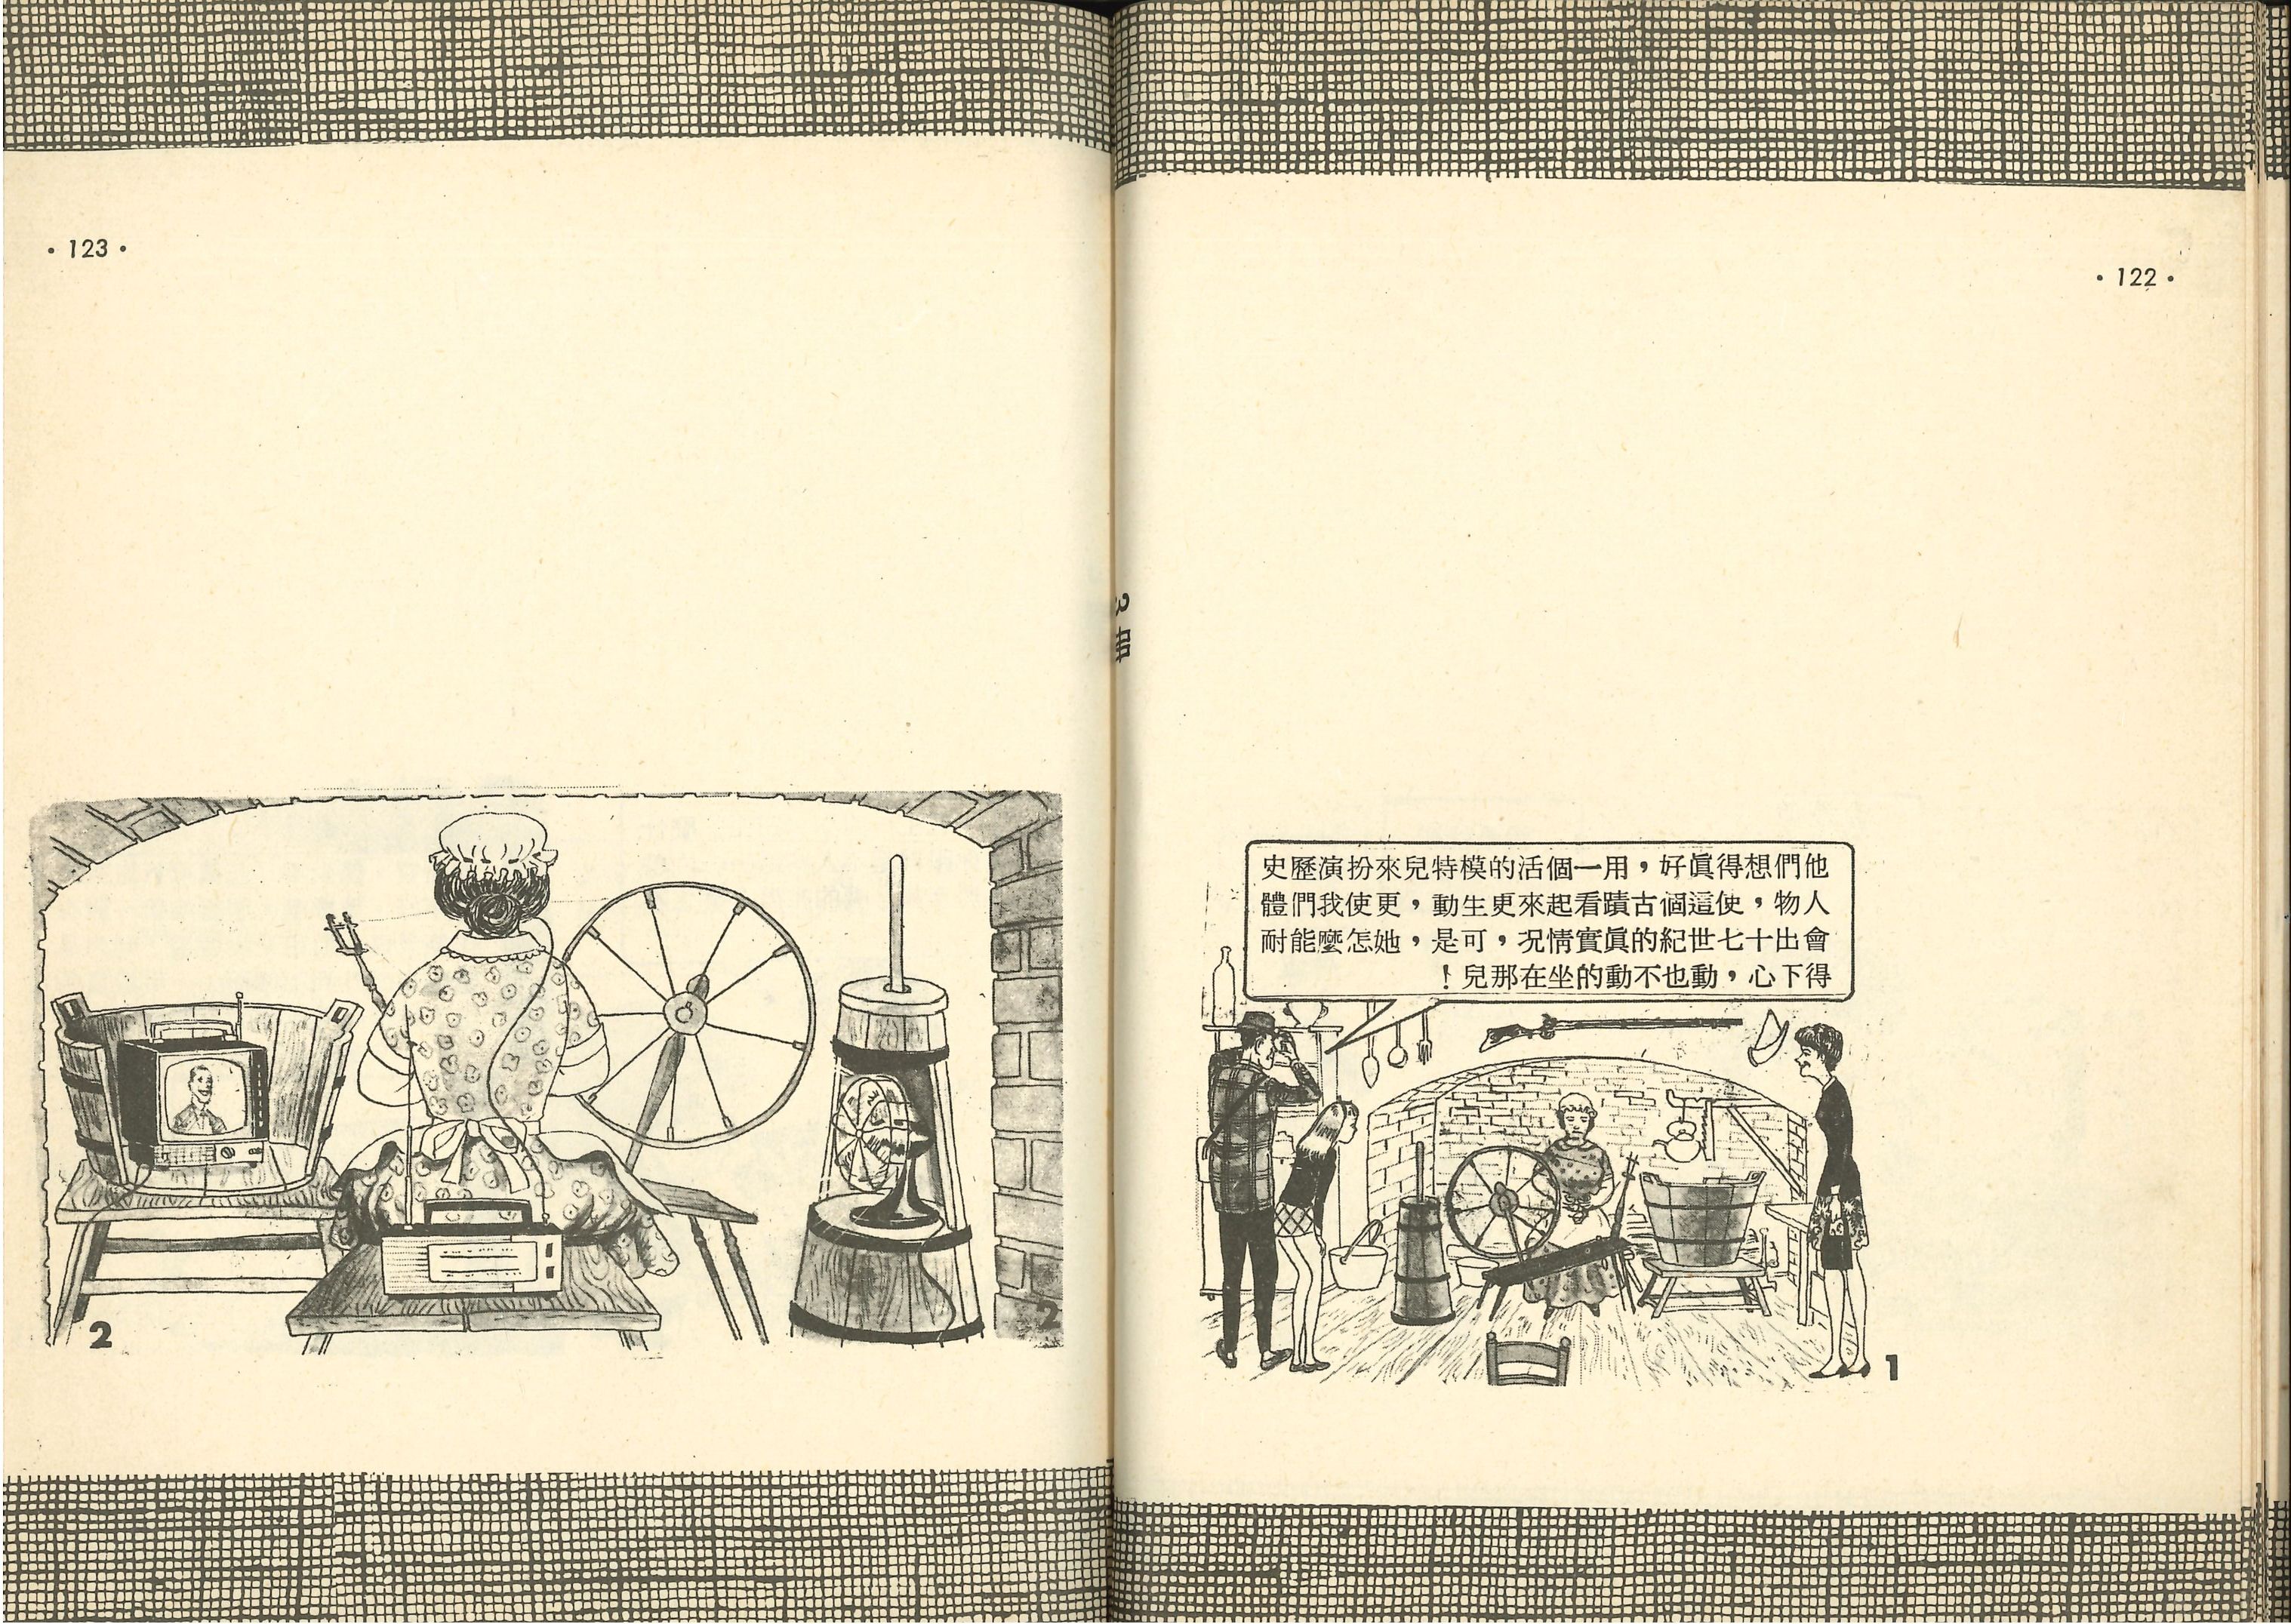 · 122 ·
他們想得眞好，用一個活的模特兒來扮演歷史
人物，使這個古蹟看起來更生動，更使我們體
會出十七世紀的眞實情况，可是，她怎麼能耐
得下心，動也不動的坐在那兒！
1
· 123 ·
2
2